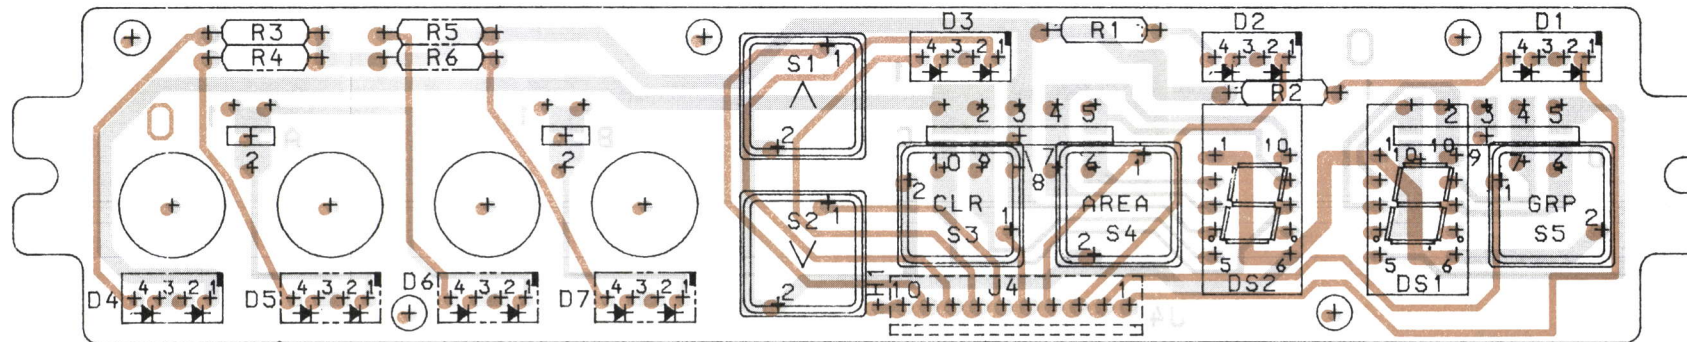 R3 R5 D3 R1 D2 D1
R4 R6 S1 4 3 2 1 4 3 2 1 4 3 2 1
1
R2
2 3 4 5 2 3 4 5
2 2 2
10 9 8 7 6 1 1 10 10 9 7 6 1
2 CLR AREA GRP
S2 1 S3 1 S4 2 S5 2
2 5 6 5 6
D4 4 3 2 1 D5 4 3 2 1 D6 4 3 2 1 D7 4 3 2 1
10 J4 1 DS2 DS1